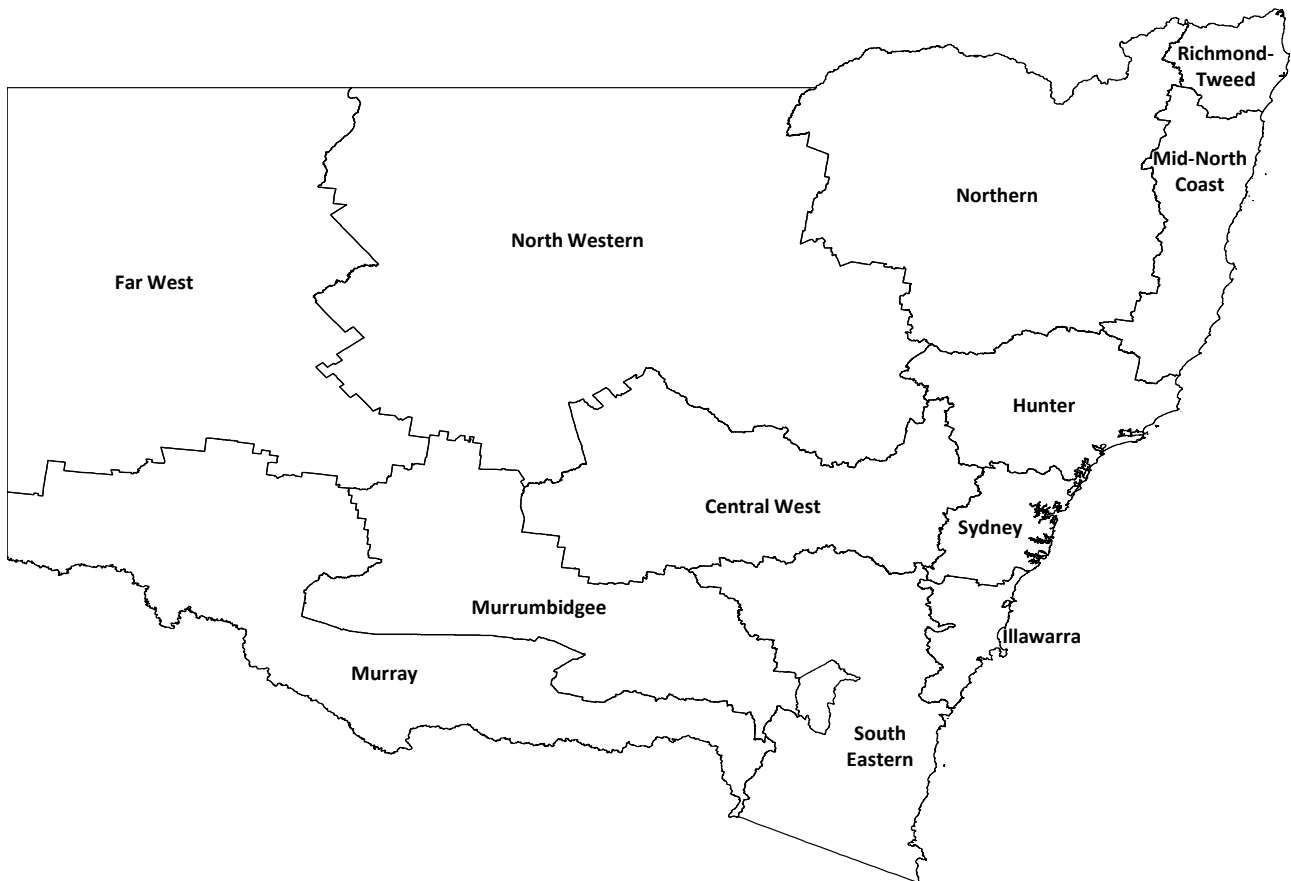 Richmond-
Tweed
Mid-North
Coast
Northern
North Western
Far West
Hunter
Central West
Sydney
Murrumbidgee
Illawarra
Murray
South
Eastern